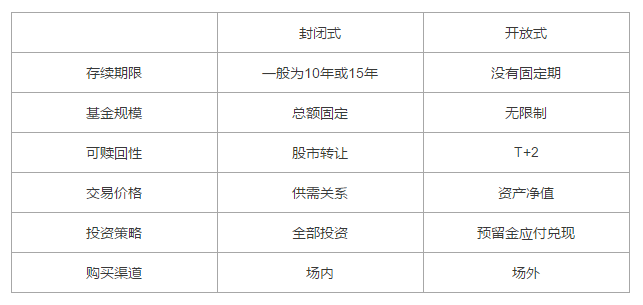 封闭式 开放式
存续期限 一般为10年或15年 没有固定期
基金规模 总额固定 无限制
可赎回性 股市转让 T+2
交易价格 供需关系 资产净值
投资策略 全部投资 预留金应付兑现
购买渠道 场内 场外